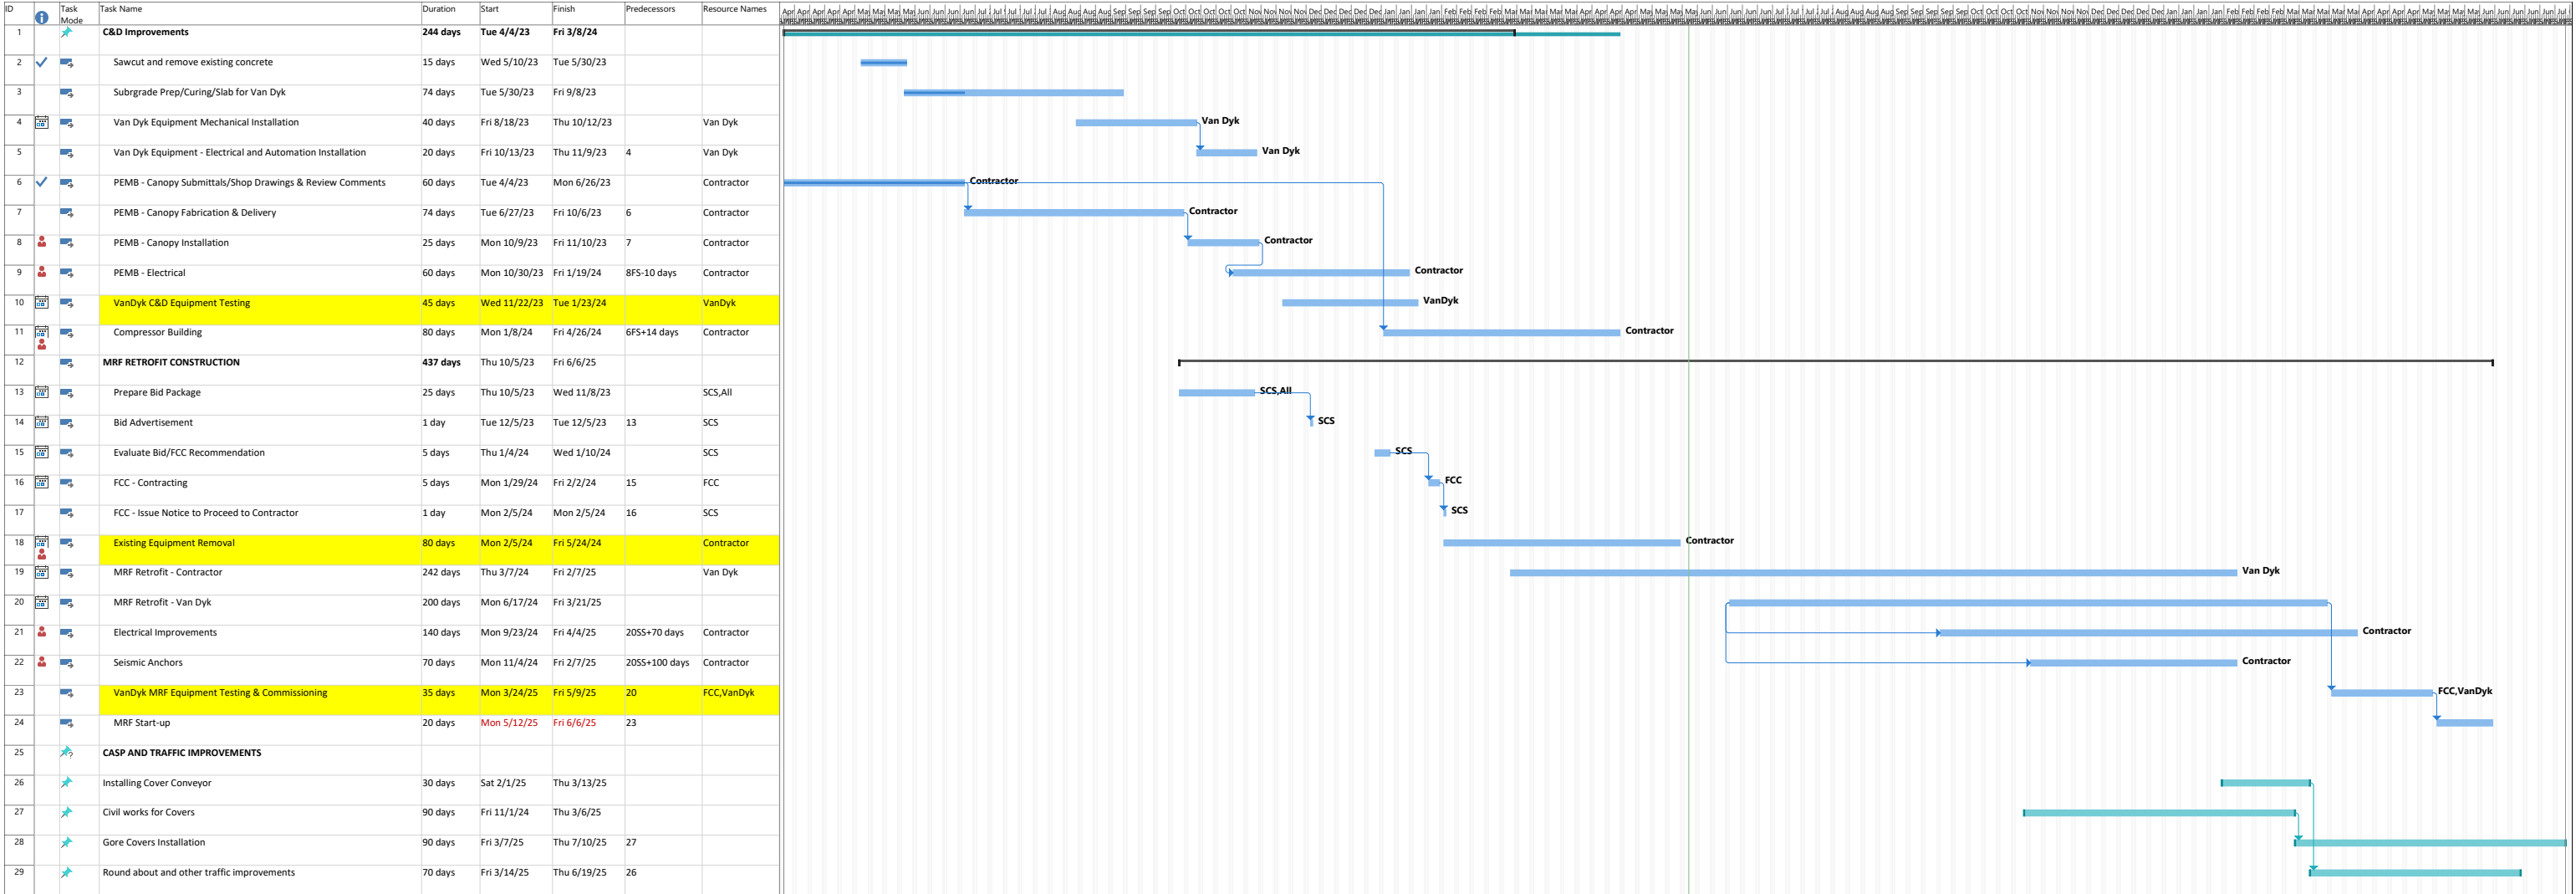 ID Task Mode Task Name Duration Start Finish Predecessors Resource Names
1 C&D Improvements 244 days Tue 4/4/23 Fri 3/8/24
2 Sawcut and remove existing concrete 15 days Wed 5/10/23 Tue 5/30/23
3 Subrgrade Prep/Curing/Slab for Van Dyk 74 days Tue 5/30/23 Fri 9/8/23
4 Van Dyk Equipment Mechanical Installation 40 days Fri 8/18/23 Thu 10/12/23 Van Dyk Van Dyk
5 Van Dyk Equipment - Electrical and Automation Installation 20 days Fri 10/13/23 Thu 11/9/23 4 Van Dyk Van Dyk
6 PEMB - Canopy Submittals/Shop Drawings & Review Comments 60 days Tue 4/4/23 Mon 6/26/23 Contractor Contractor
7 PEMB - Canopy Fabrication & Delivery 74 days Tue 6/27/23 Fri 10/6/23 6 Contractor Contractor
8 PEMB - Canopy Installation 25 days Mon 10/9/23 Fri 11/10/23 7 Contractor Contractor
9 PEMB - Electrical 60 days Mon 10/30/23 Fri 1/19/24 8FS-10 days Contractor Contractor
10 VanDyk C&D Equipment Testing 45 days Wed 11/22/23 Tue 1/23/24 VanDyk VanDyk
11 Compressor Building 80 days Mon 1/8/24 Fri 4/26/24 6FS+14 days Contractor Contractor
12 MRF RETROFIT CONSTRUCTION 437 days Thu 10/5/23 Fri 6/6/25
13 Prepare Bid Package 25 days Thu 10/5/23 Wed 11/8/23 SCS,All SCS,All
14 Bid Advertisement 1 day Tue 12/5/23 Tue 12/5/23 13 SCS SCS
15 Evaluate Bid/FCC Recommendation 5 days Thu 1/4/24 Wed 1/10/24 SCS SCS
16 FCC - Contracting 5 days Mon 1/29/24 Fri 2/2/24 15 FCC FCC
17 FCC - Issue Notice to Proceed to Contractor 1 day Mon 2/5/24 Mon 2/5/24 16 SCS SCS
18 Existing Equipment Removal 80 days Mon 2/5/24 Fri 5/24/24 Contractor Contractor
19 MRF Retrofit - Contractor 242 days Thu 3/7/24 Fri 2/7/25 Van Dyk Van Dyk
20 MRF Retrofit - Van Dyk 200 days Mon 6/17/24 Fri 3/21/25
21 Electrical Improvements 140 days Mon 9/23/24 Fri 4/4/25 20SS+70 days Contractor Contractor
22 Seismic Anchors 70 days Mon 11/4/24 Fri 2/7/25 20SS+100 days Contractor Contractor
23 VanDyk MRF Equipment Testing & Commissioning 35 days Mon 3/24/25 Fri 5/9/25 20 FCC,VanDyk FCC,VanDyk
24 MRF Start-up 20 days Mon 5/12/25 Fri 6/6/25 23
25 CASP AND TRAFFIC IMPROVEMENTS
26 Installing Cover Conveyor 30 days Sat 2/1/25 Thu 3/13/25
27 Civil works for Covers 90 days Fri 11/1/24 Thu 3/6/25
28 Gore Covers Installation 90 days Fri 3/7/25 Thu 7/10/25 27
29 Round about and other traffic improvements 70 days Fri 3/14/25 Thu 6/19/25 26